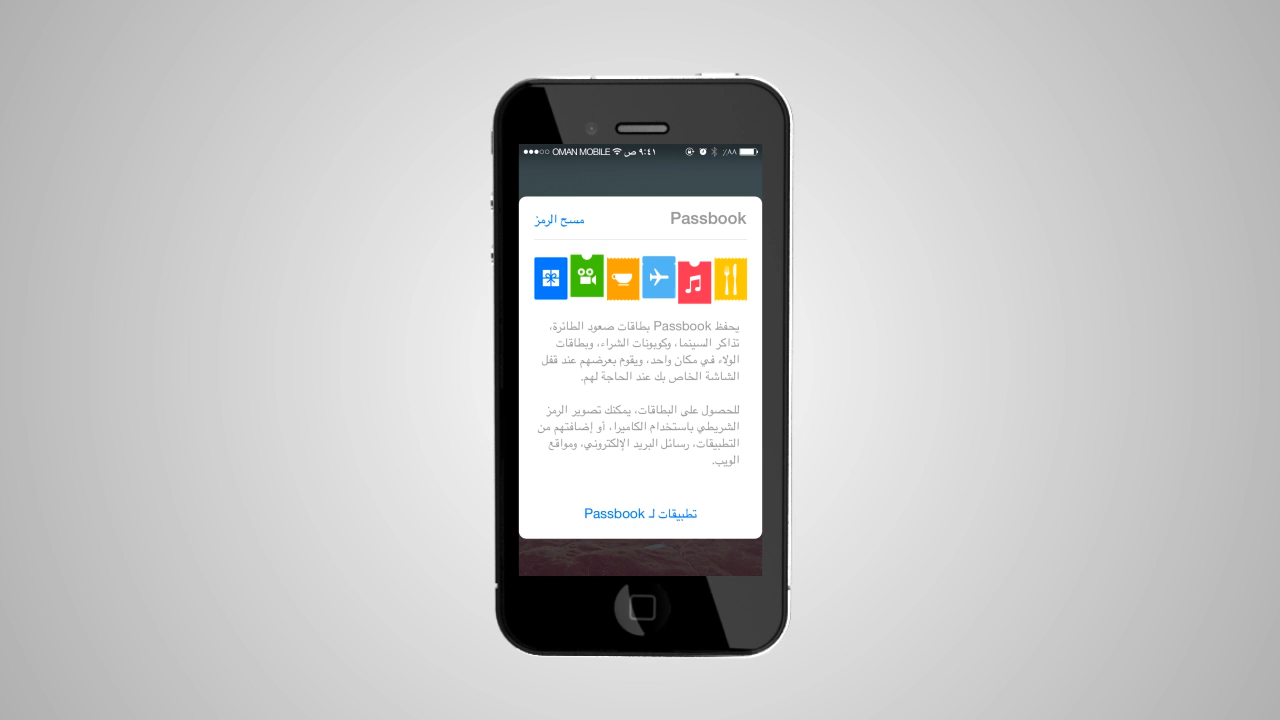 OMAN MOBILE ٩:٤١ ص ٨٨٪
Passbook مسح الرمز
يحفظ Passbook بطاقات صعود الطائرة،
تذاكر السينما، وكوبونات الشراء، وبطاقات
الولاء في مكان واحد، ويقوم بعرضهم عند قفل
الشاشة الخاص بك عند الحاجة لهم.
للحصول على البطاقات، يمكنك تصوير الرمز
الشريطي باستخدام الكاميرا، أو إضافتهم من
التطبيقات، رسائل البريد الإلكتروني، ومواقع
الويب.
تطبيقات لـ Passbook